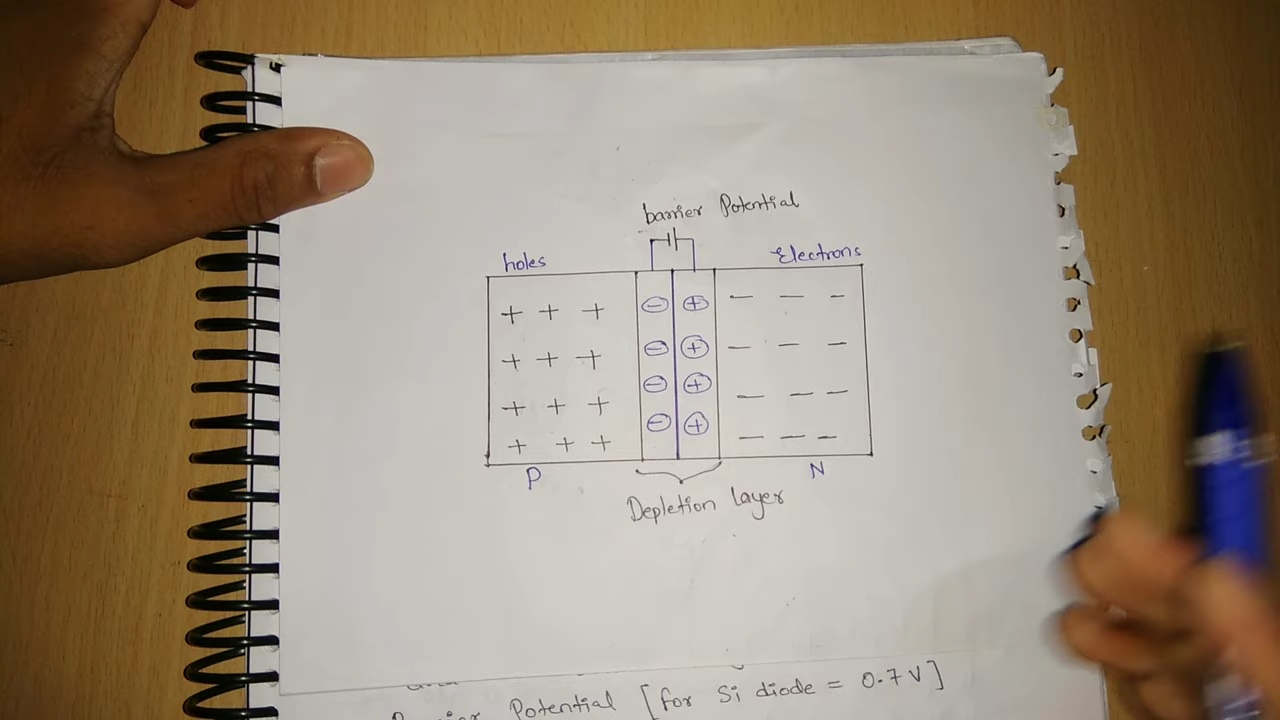 barrier Potential
holes
Electrons
+ + +
⊖
⊕
— — —
+ + +
⊖
⊕
— — —
+ + +
⊖
⊕
— — —
+ + +
⊖
⊕
— — —
P
N
Depletion layer
Potential [for Si diode = 0.7 V]